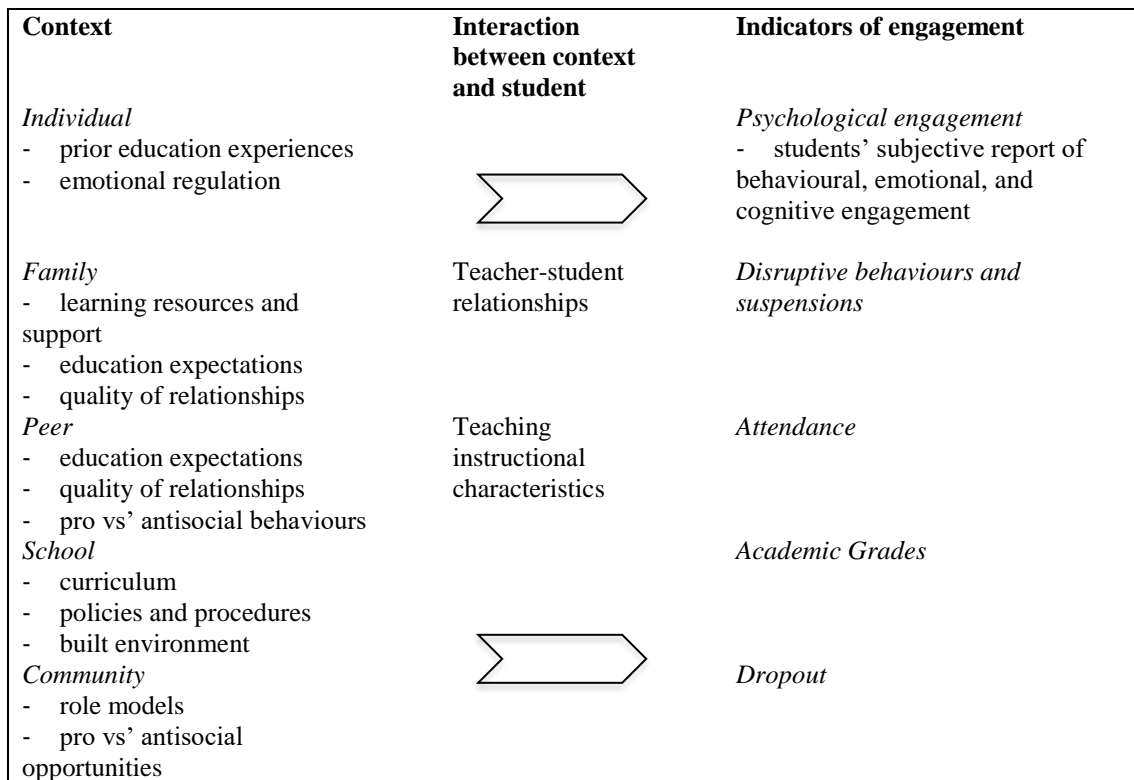 Context
Interaction
between context
and student
Indicators of engagement
Individual
- prior education experiences
- emotional regulation
Psychological engagement
- students’ subjective report of
behavioural, emotional, and
cognitive engagement
Family
- learning resources and
support
- education expectations
- quality of relationships
Teacher-student
relationships
Disruptive behaviours and
suspensions
Peer
- education expectations
- quality of relationships
- pro vs’ antisocial behaviours
Teaching
instructional
characteristics
Attendance
School
- curriculum
- policies and procedures
- built environment
Academic Grades
Community
- role models
- pro vs’ antisocial
opportunities
Dropout